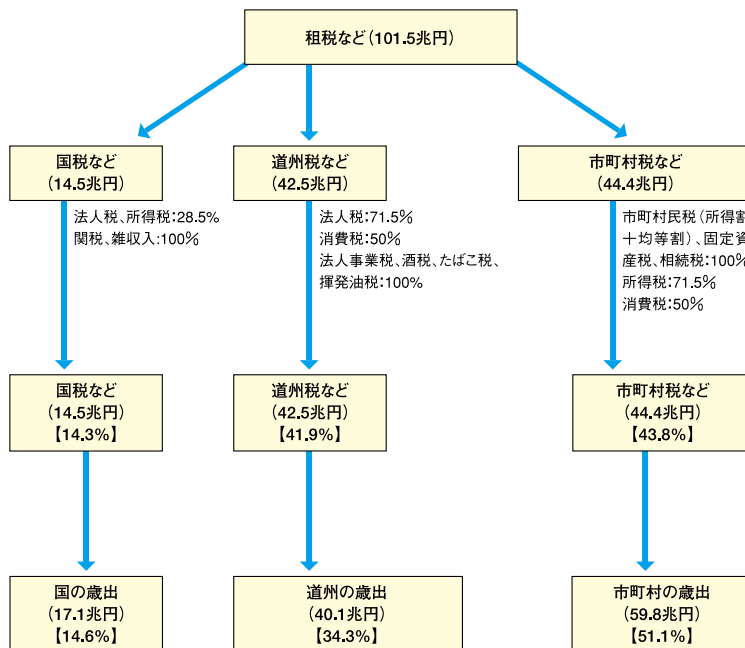 租税など(101.5兆円)
国税など
(14.5兆円)
道州税など
(42.5兆円)
市町村税など
(44.4兆円)
法人税、所得税:28.5%
関税、雑収入:100%
法人税:71.5%
消費税:50%
法人事業税、酒税、たばこ税、
揮発油税:100%
市町村民税(所得割
十均等割)、固定資
産税、相続税:100%
所得税:71.5%
消費税:50%
国税など
(14.5兆円)
【14.3%】
道州税など
(42.5兆円)
【41.9%】
市町村税など
(44.4兆円)
【43.8%】
国の歳出
(17.1兆円)
【14.6%】
道州の歳出
(40.1兆円)
【34.3%】
市町村の歳出
(59.8兆円)
【51.1%】